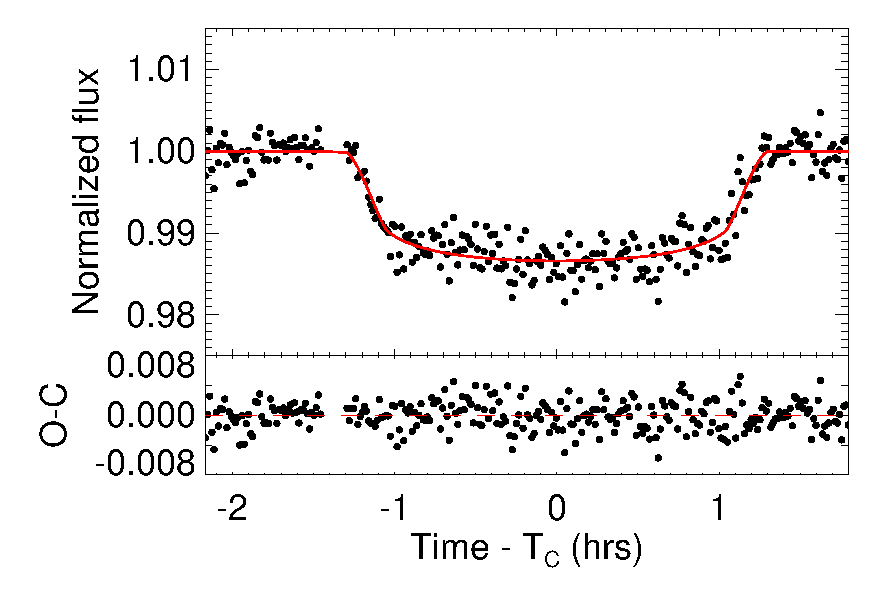 Normalized flux
1.01
1.00
0.99
0.98
O-C
0.008
0.000
-0.008
-2 -1 0 1
Time - T_C (hrs)